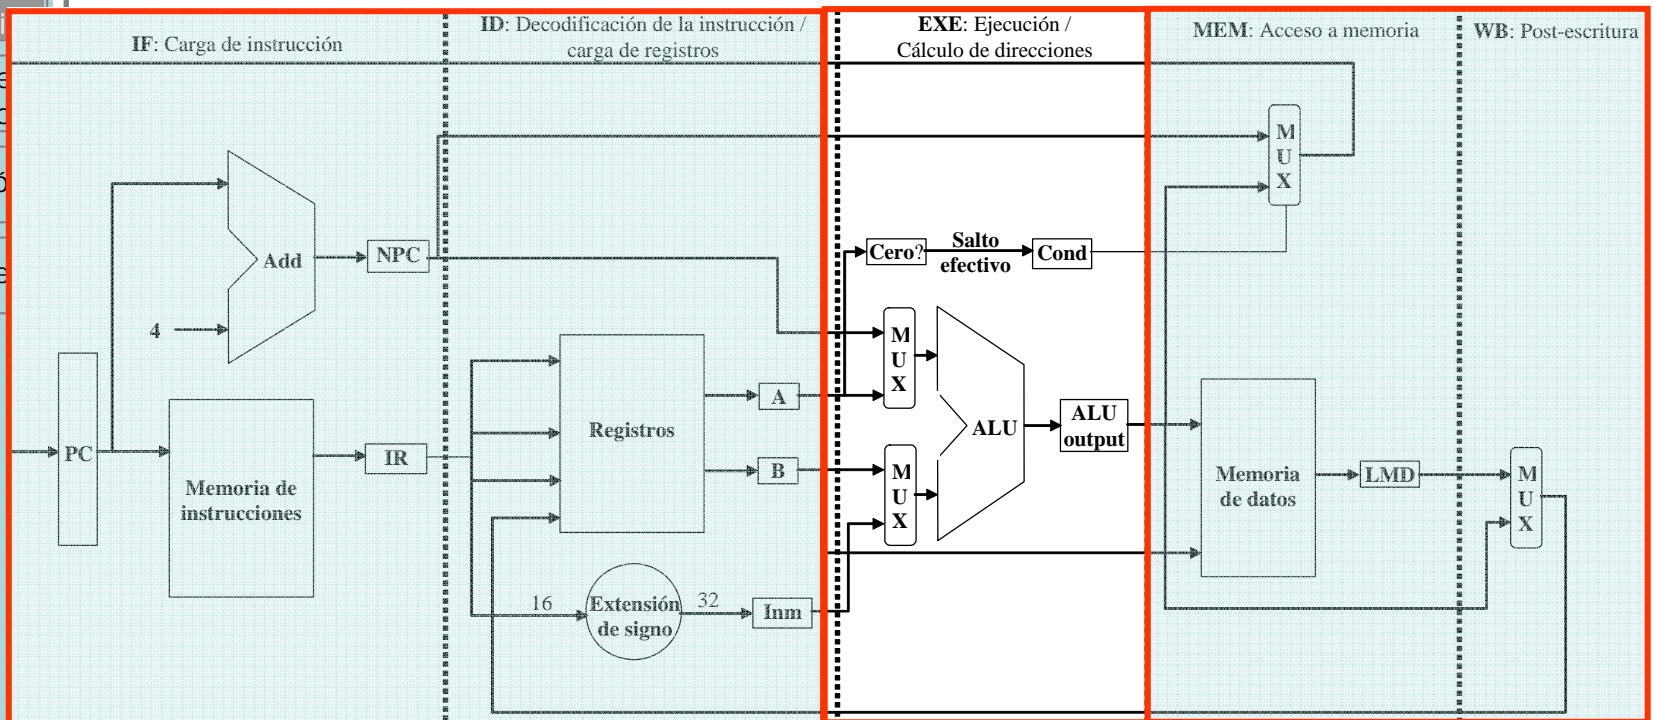 IF: Carga de instrucción
ID: Decodificación de la instrucción /
carga de registros
EXE: Ejecución /
Cálculo de direcciones
MEM: Acceso a memoria
WB: Post-escritura
M
U
X
Add
NPC
4
Cero?
Salto
efectivo
Cond
M
U
X
PC
Memoria de
instrucciones
IR
Registros
A
B
M
U
X
ALU
ALU
output
Memoria
de datos
LMD
M
U
X
16
Extensión
de signo
32
Inm